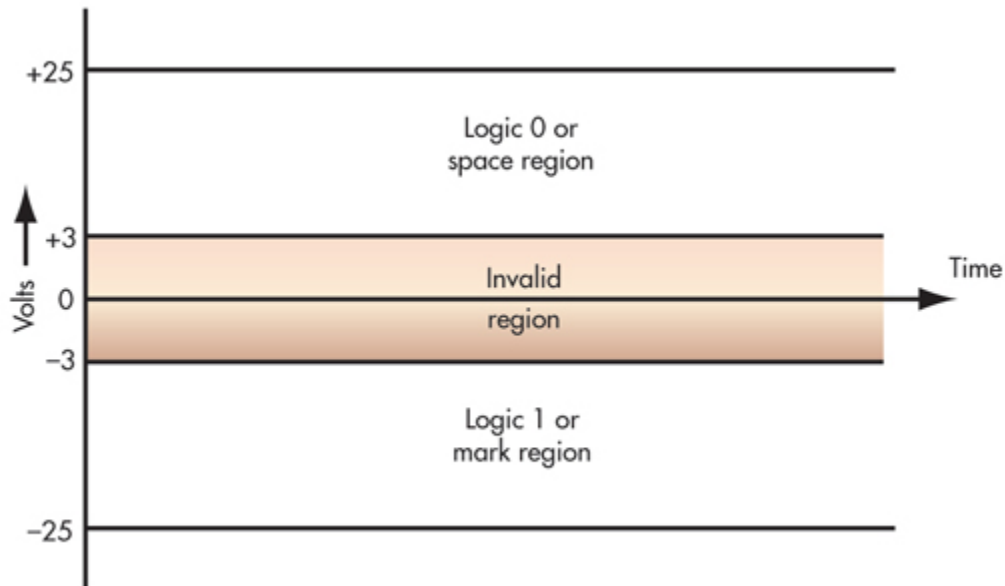 +25
Logic 0 or
space region
+3
Invalid
Time
Volts
0
region
−3
Logic 1 or
mark region
−25